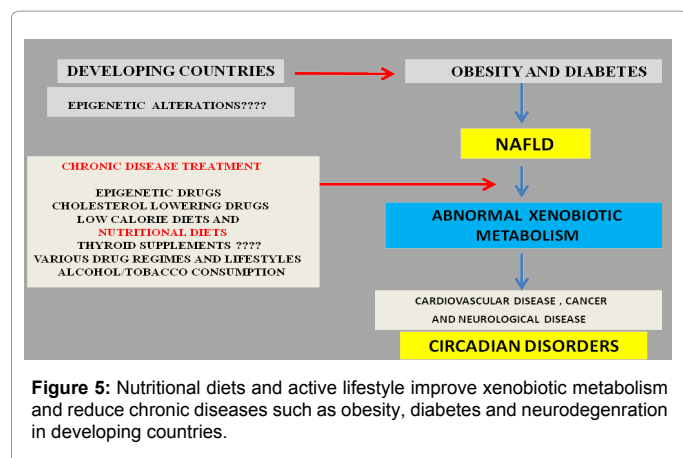 DEVELOPING COUNTRIES
EPIGENETIC ALTERATIONS????
OBESITY AND DIABETES
NAFLD
CHRONIC DISEASE TREATMENT
EPIGENETIC DRUGS
CHOLESTEROL LOWERING DRUGS
LOW CALORIE DIETS AND
NUTRITIONAL DIETS
THYROID SUPPLEMENTS ????
VARIOUS DRUG REGIMES AND LIFESTYLES
ALCOHOL/TOBACCO CONSUMPTION
ABNORMAL XENOBIOTIC
METABOLISM
CARDIOVASCULAR DISEASE , CANCER
AND NEUROLOGICAL DISEASE
CIRCADIAN DISORDERS
Figure 5: Nutritional diets and active lifestyle improve xenobiotic metabolism
and reduce chronic diseases such as obesity, diabetes and neurodegenration
in developing countries.